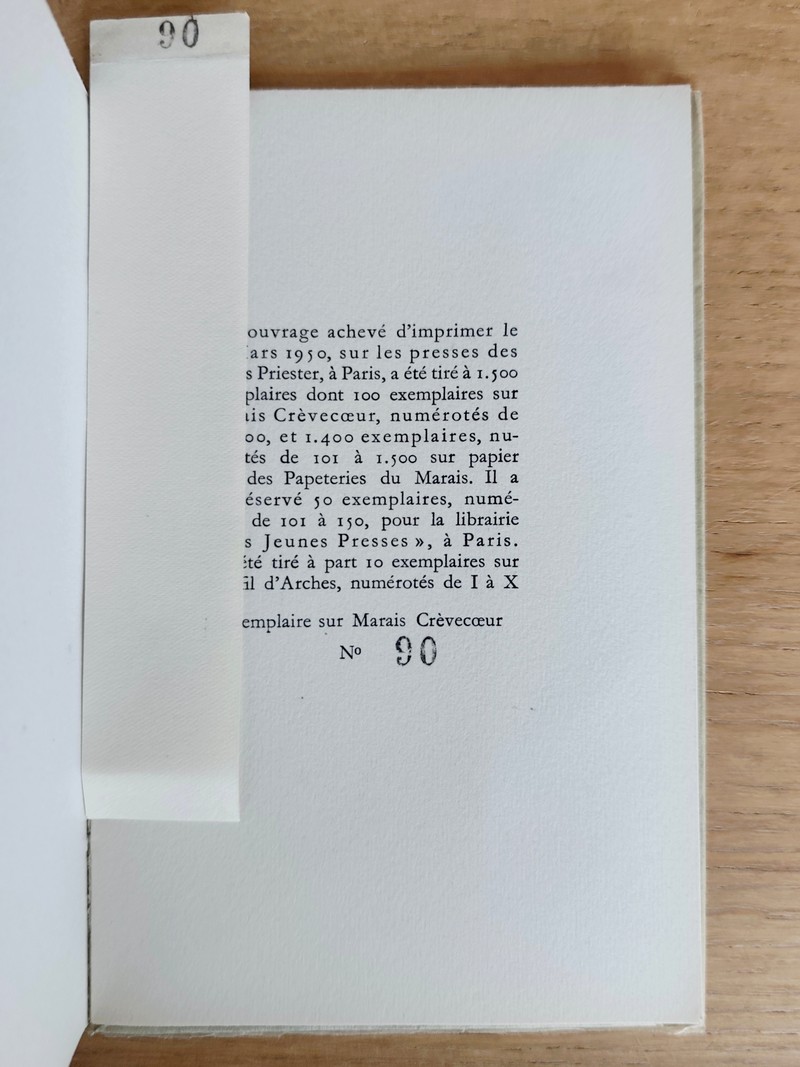 90
ouvrage achevé d'imprimer le
ars 1950, sur les presses des
s Priester, à Paris, a été tiré à 1.500
plaires dont 100 exemplaires sur
is Crèvecœur, numérotés de
00, et 1.400 exemplaires, nu-
tés de 101 à 1.500 sur papier
des Papeteries du Marais. Il a
éservé 50 exemplaires, numé-
de 101 à 150, pour la librairie
s Jeunes Presses », à Paris.
té tiré à part 10 exemplaires sur
il d'Arches, numérotés de I à X
emplaire sur Marais Crèvecœur
Nº 90